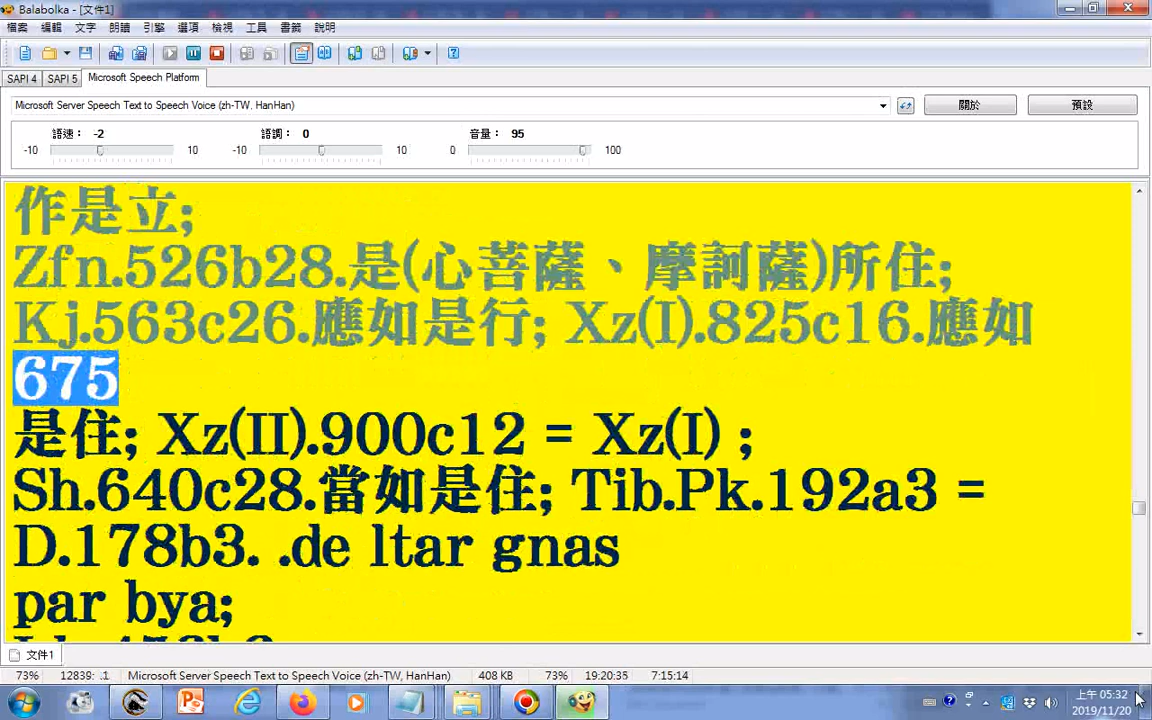 Balabolka - [文件1]
檔案 編輯 文字 朗讀 引擎 選項 檢視 工具 書籤 說明
SAPI 4 SAPI 5 Microsoft Speech Platform
Microsoft Server Speech Text to Speech Voice (zh-TW, HanHan) 關於 預設
語速： -2 語調： 0 音量： 95
-10 10 -10 10 0 100
作是立;
Zfn.526b28.是(心菩薩、摩訶薩)所住;
Kj.563c26.應如是行; Xz(I).825c16.應如
675
是住; Xz(II).900c12 = Xz(I) ;
Sh.640c28.當如是住; Tib.Pk.192a3 =
D.178b3. .de ltar gnas
par bya;
文件1
73% 12839: .1 Microsoft Server Speech Text to Speech Voice (zh-TW, HanHan) 408 KB 73% 19:20:35 7:15:14
上午 05:32
2019/11/20